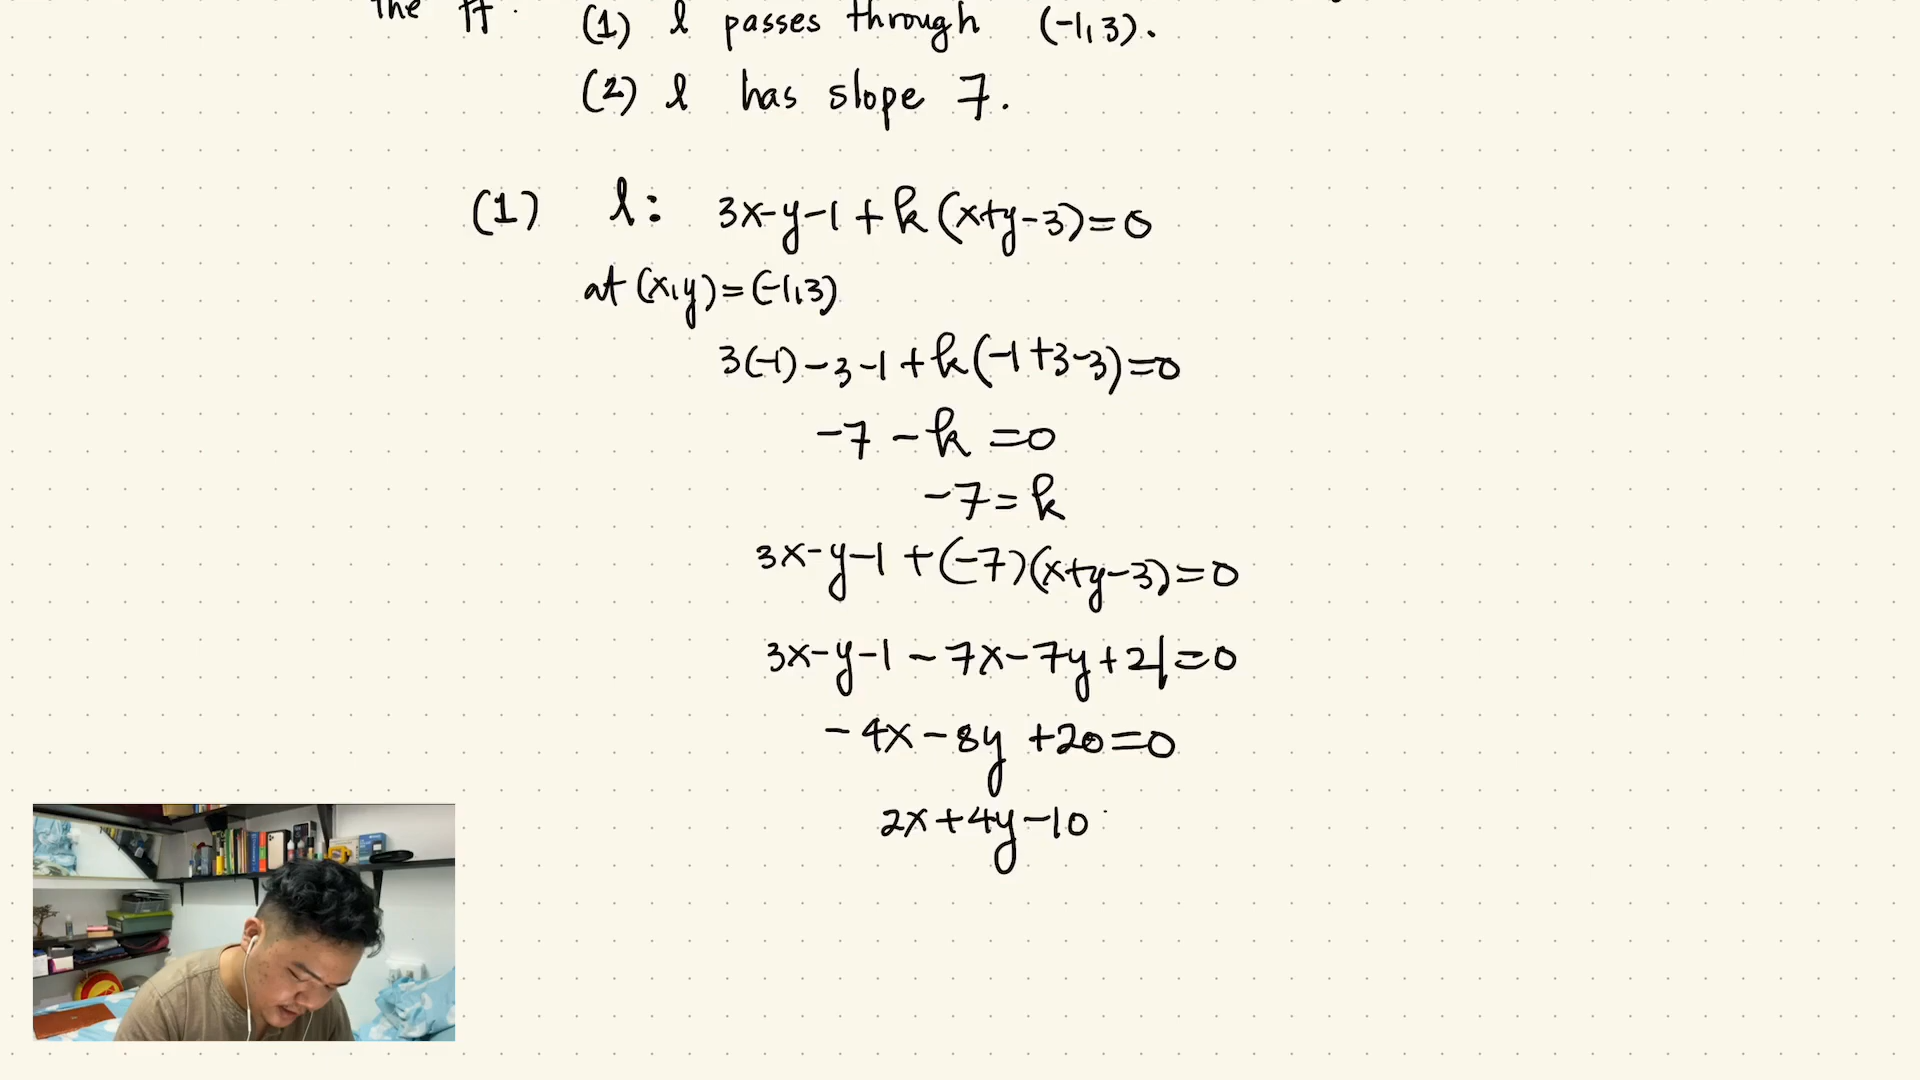 the ff. (1) l passes through (-1,3).
(2) l has slope 7.
(1) l: 3x-y-1+k(x+y-3)=0
at (x,y)=(-1,3)
3(-1)-3-1+k(-1+3-3)=0
-7-k=0
-7=k
3x-y-1+(-7)(x+y-3)=0
3x-y-1-7x-7y+21=0
-4x-8y+20=0
2x+4y-10